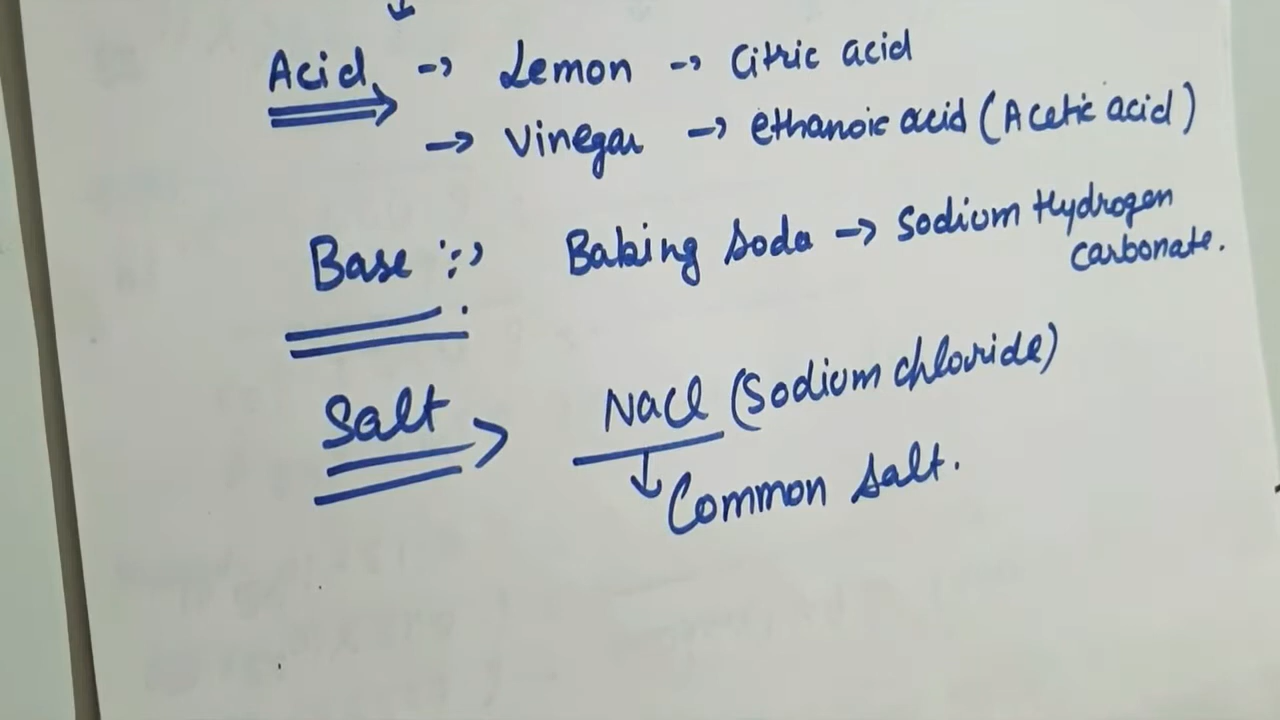 Acid → Lemon → Citric acid
→ Vinegar → ethanoic acid (Acetic acid)
Base :→ Baking soda → Sodium Hydrogen
carbonate.
Salt NaCl (Sodium chloride)
↓ Common salt.